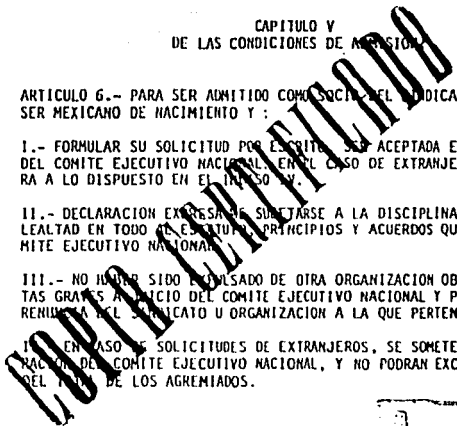 CAPITULO V
DE LAS CONDICIONES DE
ARTICULO 6.- PARA SER ADMITIDO COMO SOCIO DEL
SER MEXICANO DE NACIMIENTO Y :
I.- FORMULAR SU SOLICITUD POR ESCRITO, SER ACEPTADA E
DEL COMITE EJECUTIVO NACIONAL. EN EL CASO DE EXTRANJE
RA A LO DISPUESTO EN EL INCISO IV.
II.- DECLARACION EXPRESA DE SUJETARSE A LA DISCIPLINA
LEALTAD EN TODO PRINCIPIOS Y ACUERDOS QU
MITE EJECUTIVO NACIONAL.
III.- NO HABER SIDO EXPULSADO DE OTRA ORGANIZACION OB
TAS GRAVES A JUICIO DEL COMITE EJECUTIVO NACIONAL Y P
RENUNCIA DEL SINDICATO U ORGANIZACION A LA QUE PERTEN
EN CASO DE SOLICITUDES DE EXTRANJEROS, SE SOMETE
DEL COMITE EJECUTIVO NACIONAL, Y NO PODRAN EXC
DEL DE LOS AGREMIADOS.
COPIA CERTIFICADA